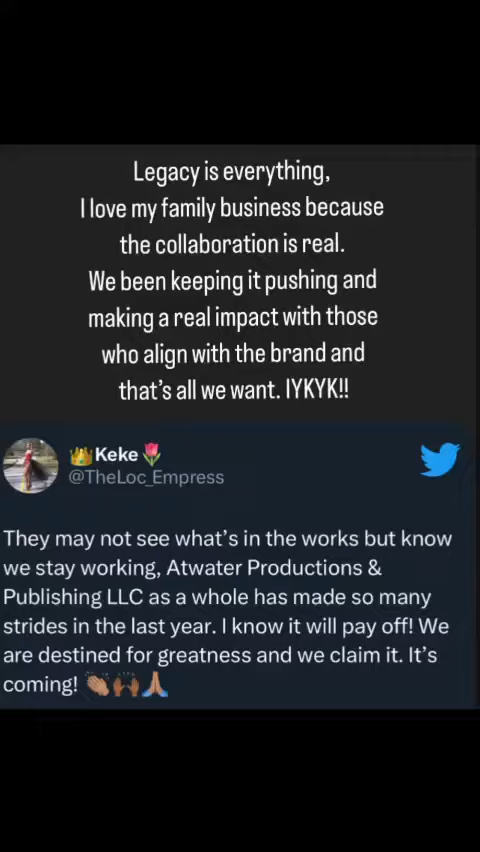 Legacy is everything,
I love my family business because
the collaboration is real.
We been keeping it pushing and
making a real impact with those
who align with the brand and
that's all we want. IYKYK!!
👑Keke🌷
@TheLoc_Empress
They may not see what's in the works but know
we stay working, Atwater Productions &
Publishing LLC as a whole has made so many
strides in the last year. I know it will pay off! We
are destined for greatness and we claim it. It's
coming! 👏🏽🙌🏾🙏🏽